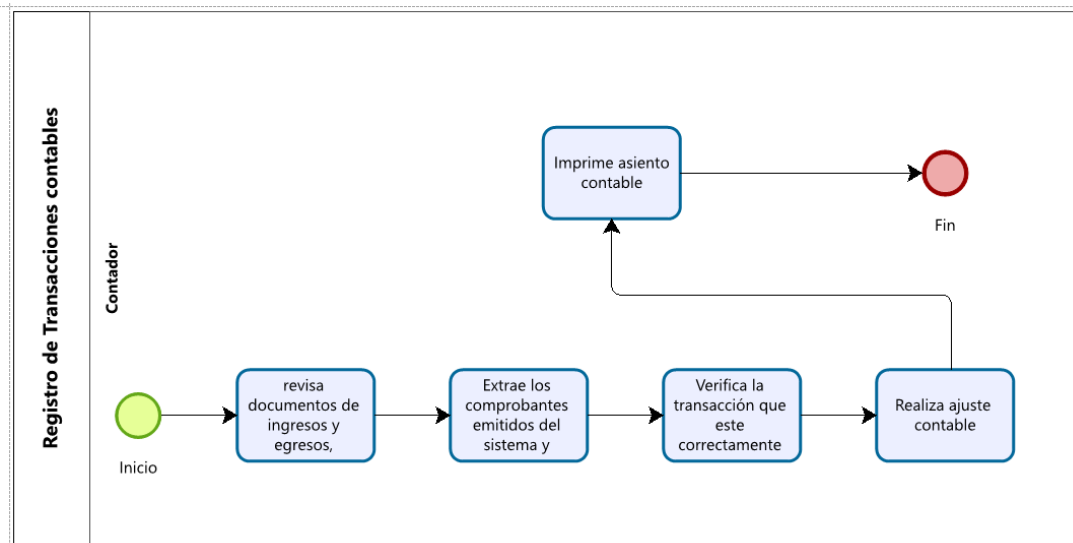 Registro de Transacciones contables
Contador
Inicio
revisa
documentos de
ingresos y
egresos,
Extrae los
comprobantes
emitidos del
sistema y
Verifica la
transacción que
este
correctamente
Realiza ajuste
contable
Imprime asiento
contable
Fin